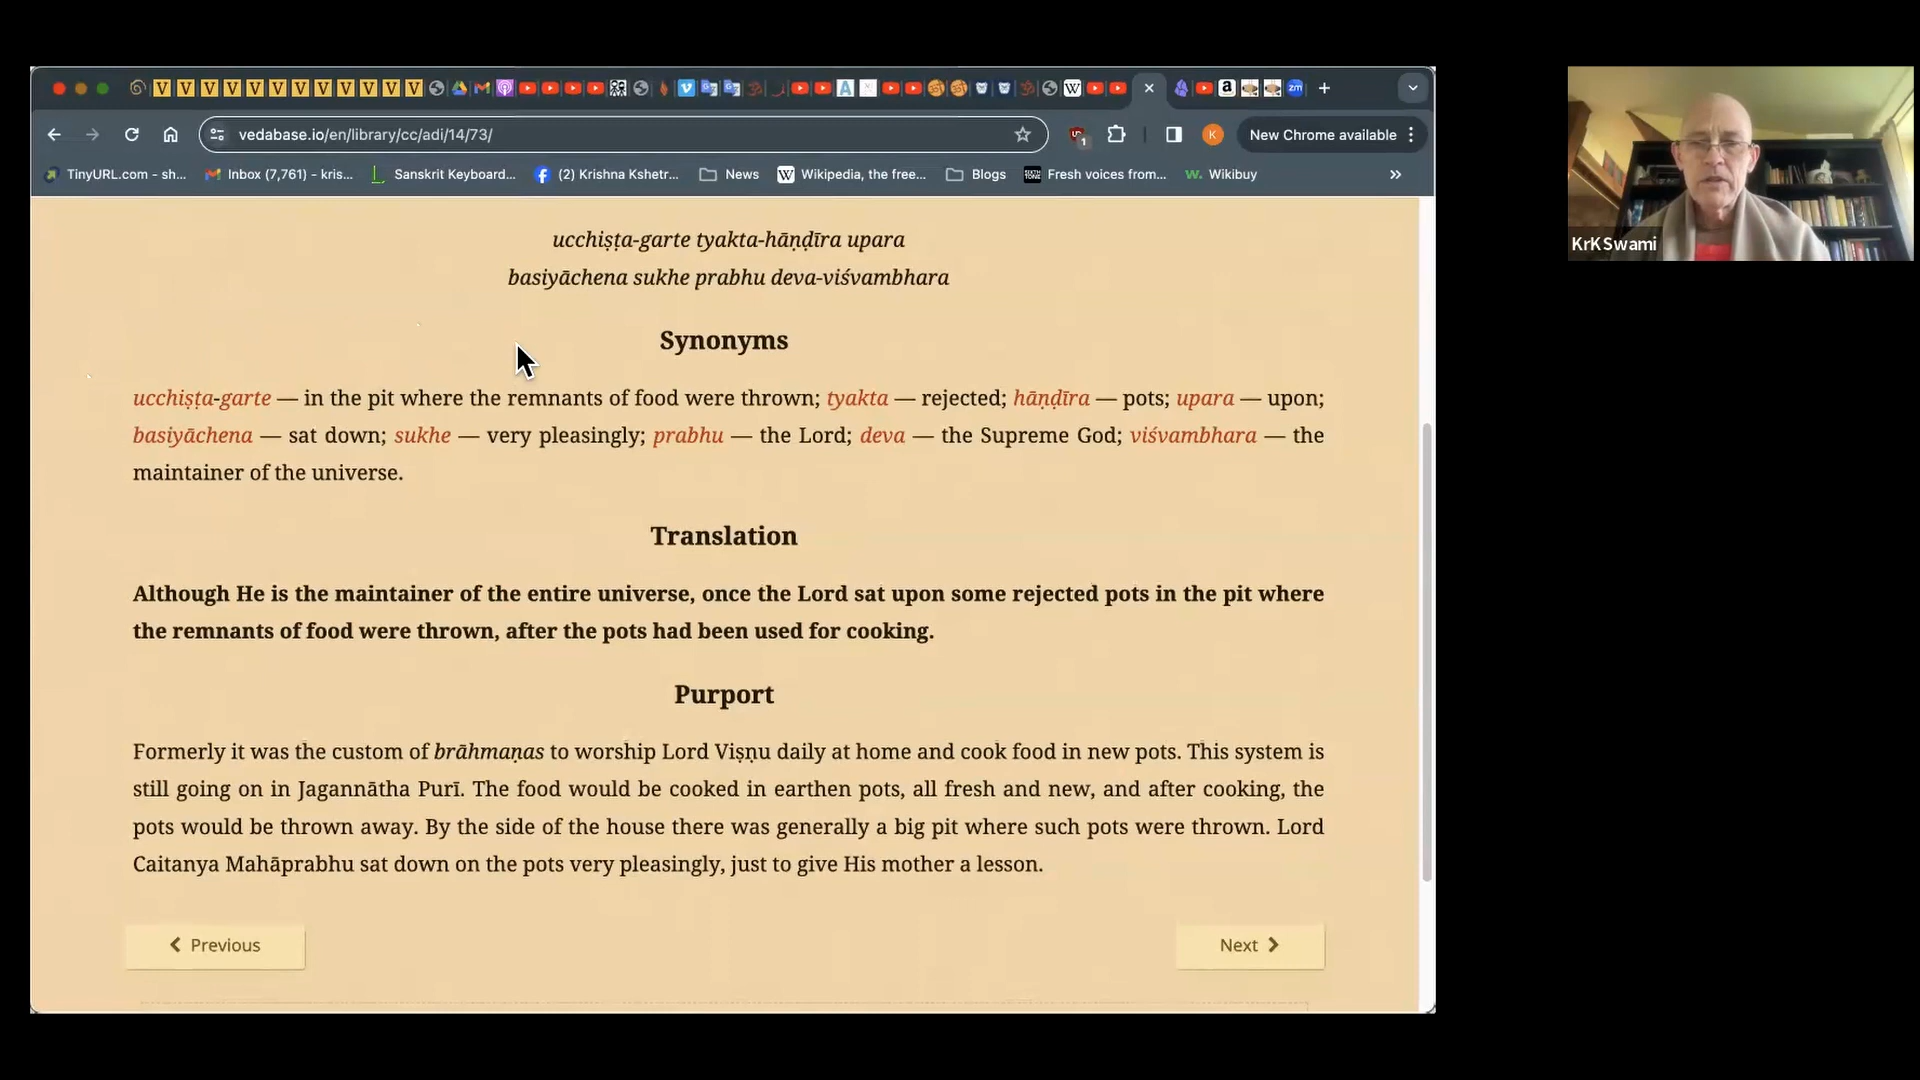 vedabase.io/en/library/cc/adi/14/73/
New Chrome available
TinyURL.com - sh...
Inbox (7,761) - kris...
Sanskrit Keyboard...
(2) Krishna Kshetr...
News
Wikipedia, the free...
Blogs
Fresh voices from...
Wikibuy
ucchiṣṭa-garte tyakta-hāṇḍīra upara
basiyāchena sukhe prabhu deva-viśvambhara
Synonyms
ucchiṣṭa-garte — in the pit where the remnants of food were thrown; tyakta — rejected; hāṇḍīra — pots; upara — upon;
basiyāchena — sat down; sukhe — very pleasingly; prabhu — the Lord; deva — the Supreme God; viśvambhara — the
maintainer of the universe.
Translation
Although He is the maintainer of the entire universe, once the Lord sat upon some rejected pots in the pit where
the remnants of food were thrown, after the pots had been used for cooking.
Purport
Formerly it was the custom of brāhmaṇas to worship Lord Viṣṇu daily at home and cook food in new pots. This system is
still going on in Jagannātha Purī. The food would be cooked in earthen pots, all fresh and new, and after cooking, the
pots would be thrown away. By the side of the house there was generally a big pit where such pots were thrown. Lord
Caitanya Mahāprabhu sat down on the pots very pleasingly, just to give His mother a lesson.
Previous
Next
KrKSwami